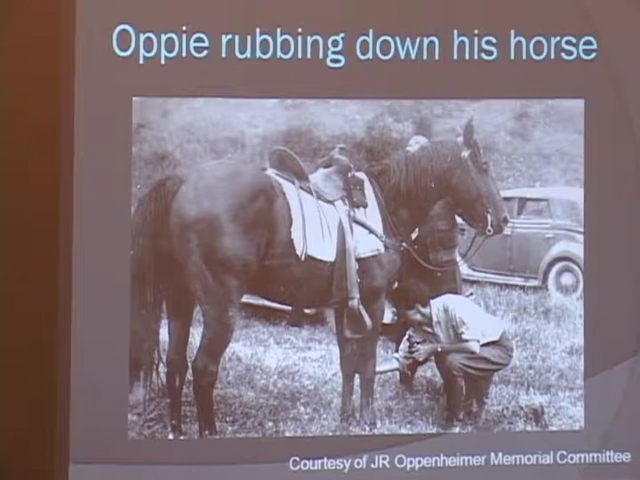 Oppie rubbing down his horse
Courtesy of JR Oppenheimer Memorial Committee